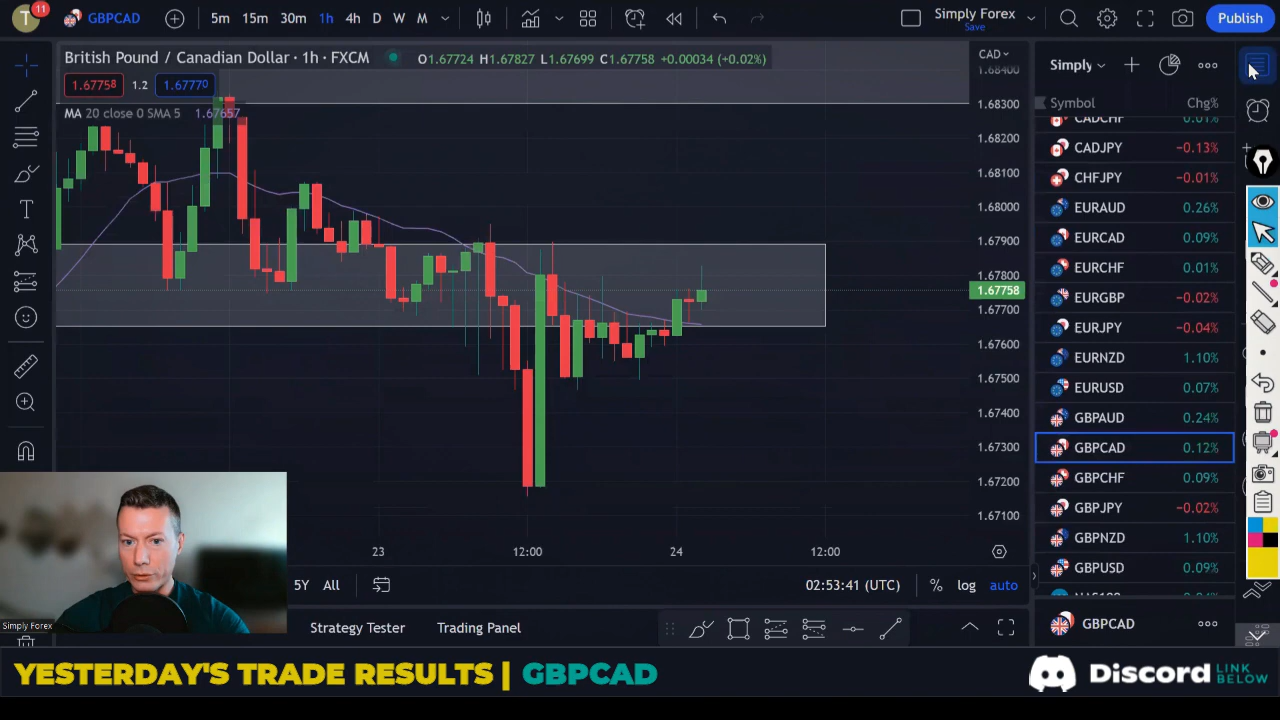 T 11 GBPCAD 5m 15m 30m 1h 4h D W M Simply Forex Save Publish
British Pound / Canadian Dollar · 1h · FXCM O1.67724 H1.67827 L1.67699 C1.67758 +0.00034 (+0.02%) CAD
1.67758 1.2 1.67770
MA 20 close 0 SMA 5 1.67657
1.68400
1.68300
1.68200
1.68100
1.68000
1.67900
1.67800
1.67758
1.67700
1.67600
1.67500
1.67400
1.67300
1.67200
1.67100
23 12:00 24 12:00
5Y All 02:53:41 (UTC) % log auto
Strategy Tester Trading Panel
Simply
Symbol Chg%
CADCHF 0.01%
CADJPY −0.13%
CHFJPY −0.01%
EURAUD 0.26%
EURCAD 0.09%
EURCHF 0.01%
EURGBP −0.02%
EURJPY −0.04%
EURNZD 1.10%
EURUSD 0.07%
GBPAUD 0.24%
GBPCAD 0.12%
GBPCHF 0.09%
GBPJPY −0.02%
GBPNZD 1.10%
GBPUSD 0.09%
GBPCAD
Simply Forex
YESTERDAY'S TRADE RESULTS | GBPCAD
Discord LINK BELOW